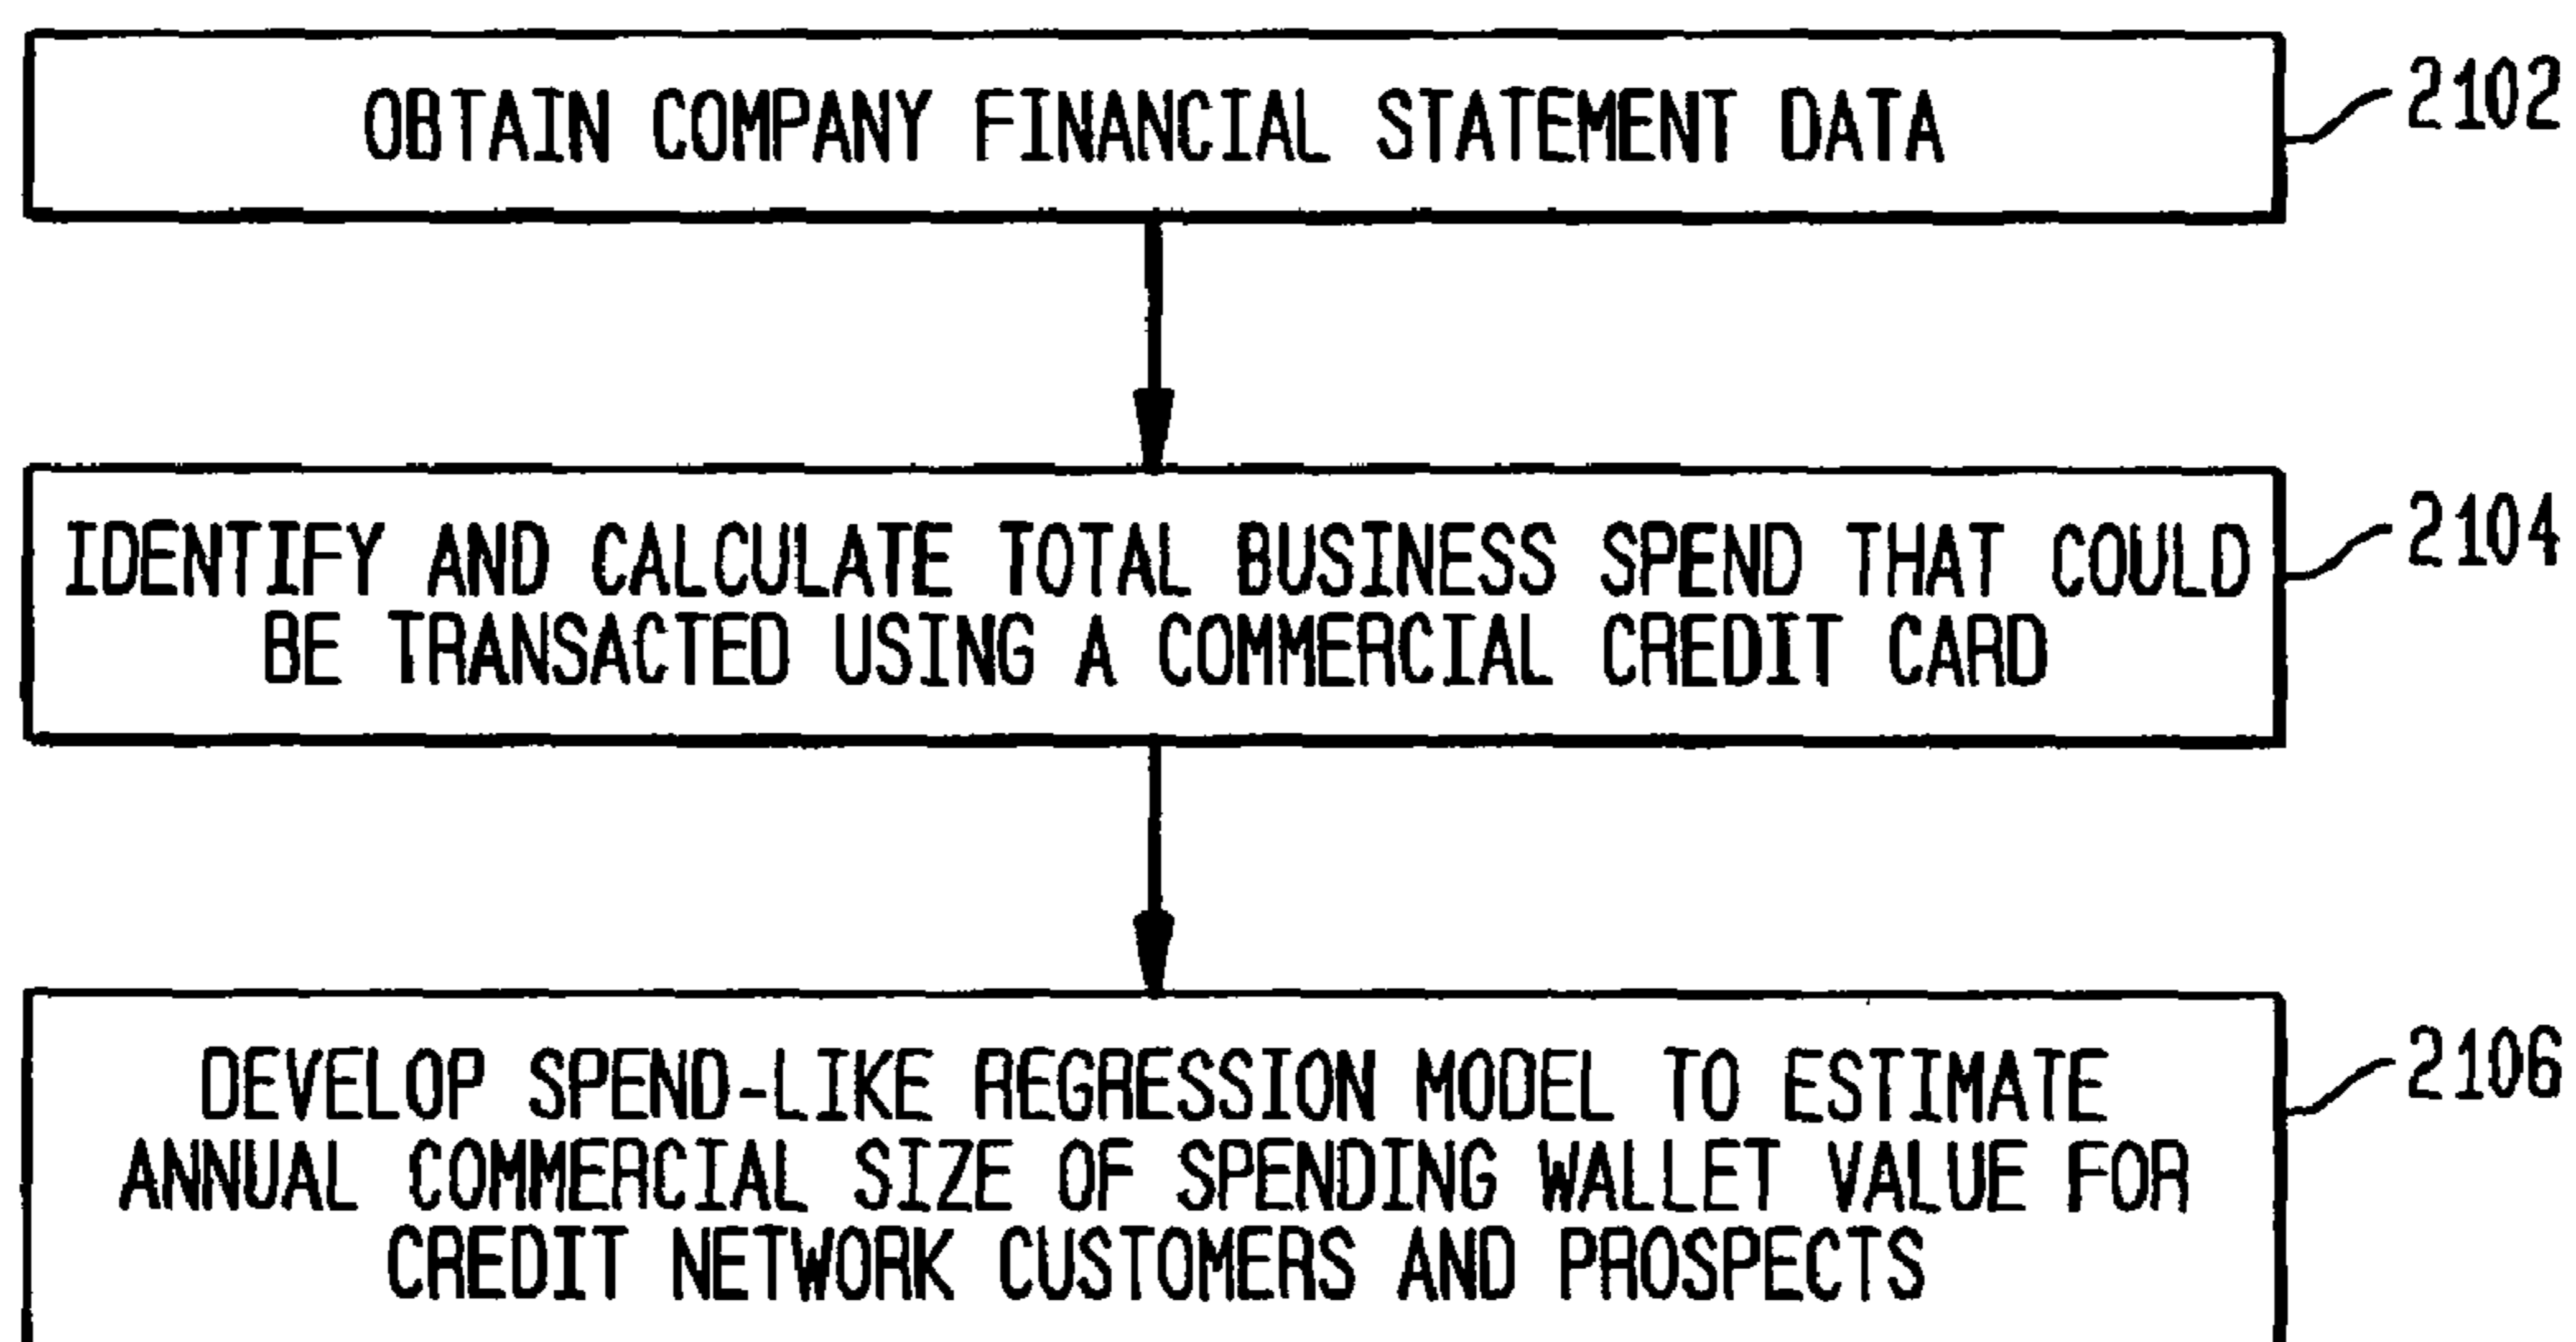 OBTAIN COMPANY FINANCIAL STATEMENT DATA
2102
IDENTIFY AND CALCULATE TOTAL BUSINESS SPEND THAT COULD
BE TRANSACTED USING A COMMERCIAL CREDIT CARD
2104
DEVELOP SPEND-LIKE REGRESSION MODEL TO ESTIMATE
ANNUAL COMMERCIAL SIZE OF SPENDING WALLET VALUE FOR
CREDIT NETWORK CUSTOMERS AND PROSPECTS
2106